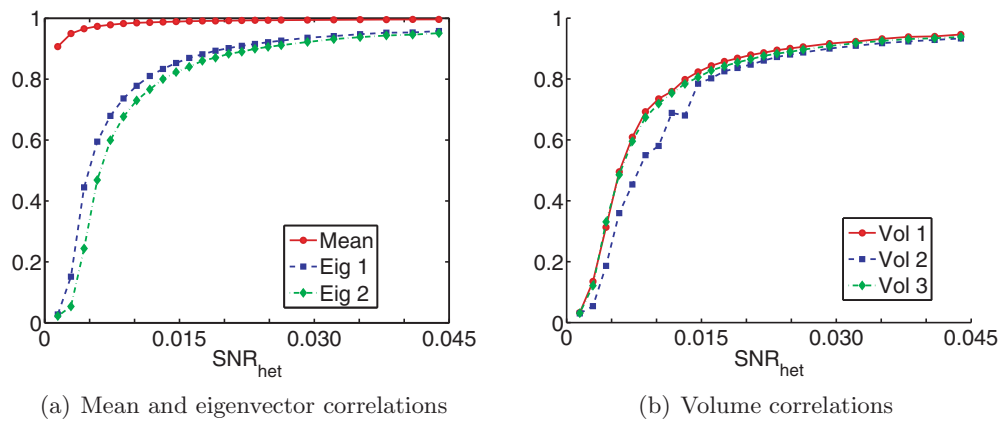 1
0.8
0.6
0.4
0.2
0
0 0.015 0.030 0.045
SNRhet
Mean
Eig 1
Eig 2
(a) Mean and eigenvector correlations
1
0.8
0.6
0.4
0.2
0
0 0.015 0.030 0.045
SNRhet
Vol 1
Vol 2
Vol 3
(b) Volume correlations